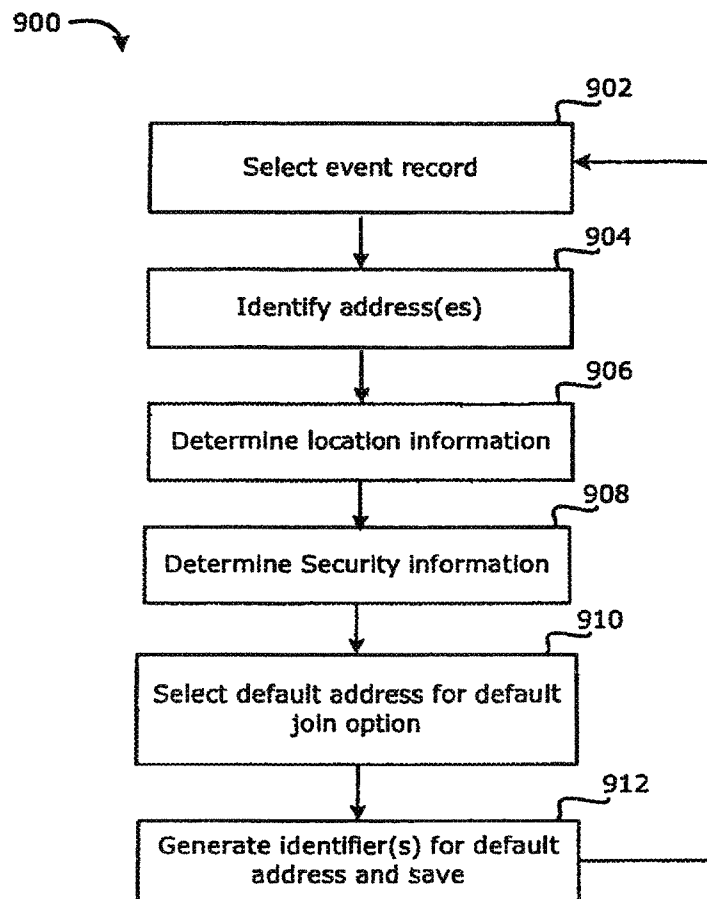 900
902
Select event record
904
Identify address(es)
906
Determine location information
908
Determine Security information
910
Select default address for default
join option
912
Generate identifier(s) for default
address and save